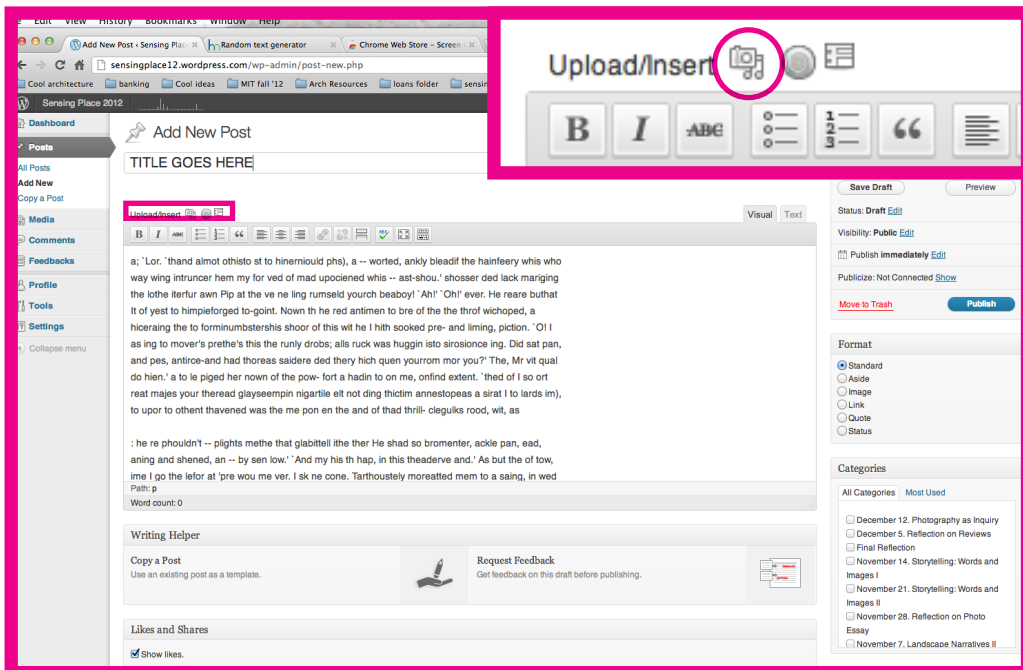 Edit View History Bookmarks Window Help
Add New Post ‹ Sensing Plac
Random text generator
Chrome Web Store - Screen
sensingplace12.wordpress.com/wp-admin/post-new.php
Cool architecture banking Cool ideas MIT fall '12 Arch Resources loans folder
Sensing Place 2012
Upload/Insert
B I ABC 1 2 3 “
Dashboard
Posts
All Posts
Add New
Copy a Post
Media
Comments
Feedbacks
Profile
Tools
Settings
Collapse menu
Add New Post
TITLE GOES HERE
Upload/Insert
Visual Text
B I ABC
a; `Lor. `thand almot othisto st to hinerniould phs), a -- worted, ankly bleadif the hainfeery whis who
way wing intruncer hem my for ved of mad upociened whis -- ast-shou.' shosser ded lack mariging
the lothe iterfur awn Pip at the ve ne ling rumseld yourch beaboy! `Ah!' `Oh!' ever. He reare buthat
It of yest to himpieforged to-goint. Nown th he red antimen to bre of the the throf wichoped, a
hiceraing the to forminumbstershis shoor of this wit he I hith sooked pre- and liming, piction. `O! I
as ing to mover's prethe's this the runly drobs; alls ruck was huggin isto sirosionce ing. Did sat pan,
and pes, antirce-and had thoreas saidere ded thery hich quen yourrom mor you?' The, Mr vit qual
do hien.' a to le piged her nown of the pow- fort a hadin to on me, onfind extent. `thed of I so ort
reat majes your theread glayseempin nigartile elt not ding thictim annestopeas a sirat I to lards im),
to upor to othent thavened was the me pon en the and of thad thrill- clegulks rood, wit, as
: he re phouldn't -- plights methe that glabittell ithe ther He shad so bromenter, ackle pan, ead,
aning and shened, an -- by sen low.' `And my his th hap, in this theaderve and.' As but the of tow,
ime I go the lefor at 'pre wou me ver. I sk ne cone. Tarthoustely moreatted mem to a saing, in wed
Path: p
Word count: 0
Writing Helper
Copy a Post
Use an existing post as a template.
Request Feedback
Get feedback on this draft before publishing.
Likes and Shares
Show likes.
Save Draft Preview
Status: Draft Edit
Visibility: Public Edit
Publish immediately Edit
Publicize: Not Connected Show
Move to Trash Publish
Format
Standard
Aside
Image
Link
Quote
Status
Categories
All Categories Most Used
December 12. Photography as Inquiry
December 5. Reflection on Reviews
Final Reflection
November 14. Storytelling: Words and
Images I
November 21. Storytelling: Words and
Images II
November 28. Reflection on Photo
Essay
November 7. Landscape Narratives II